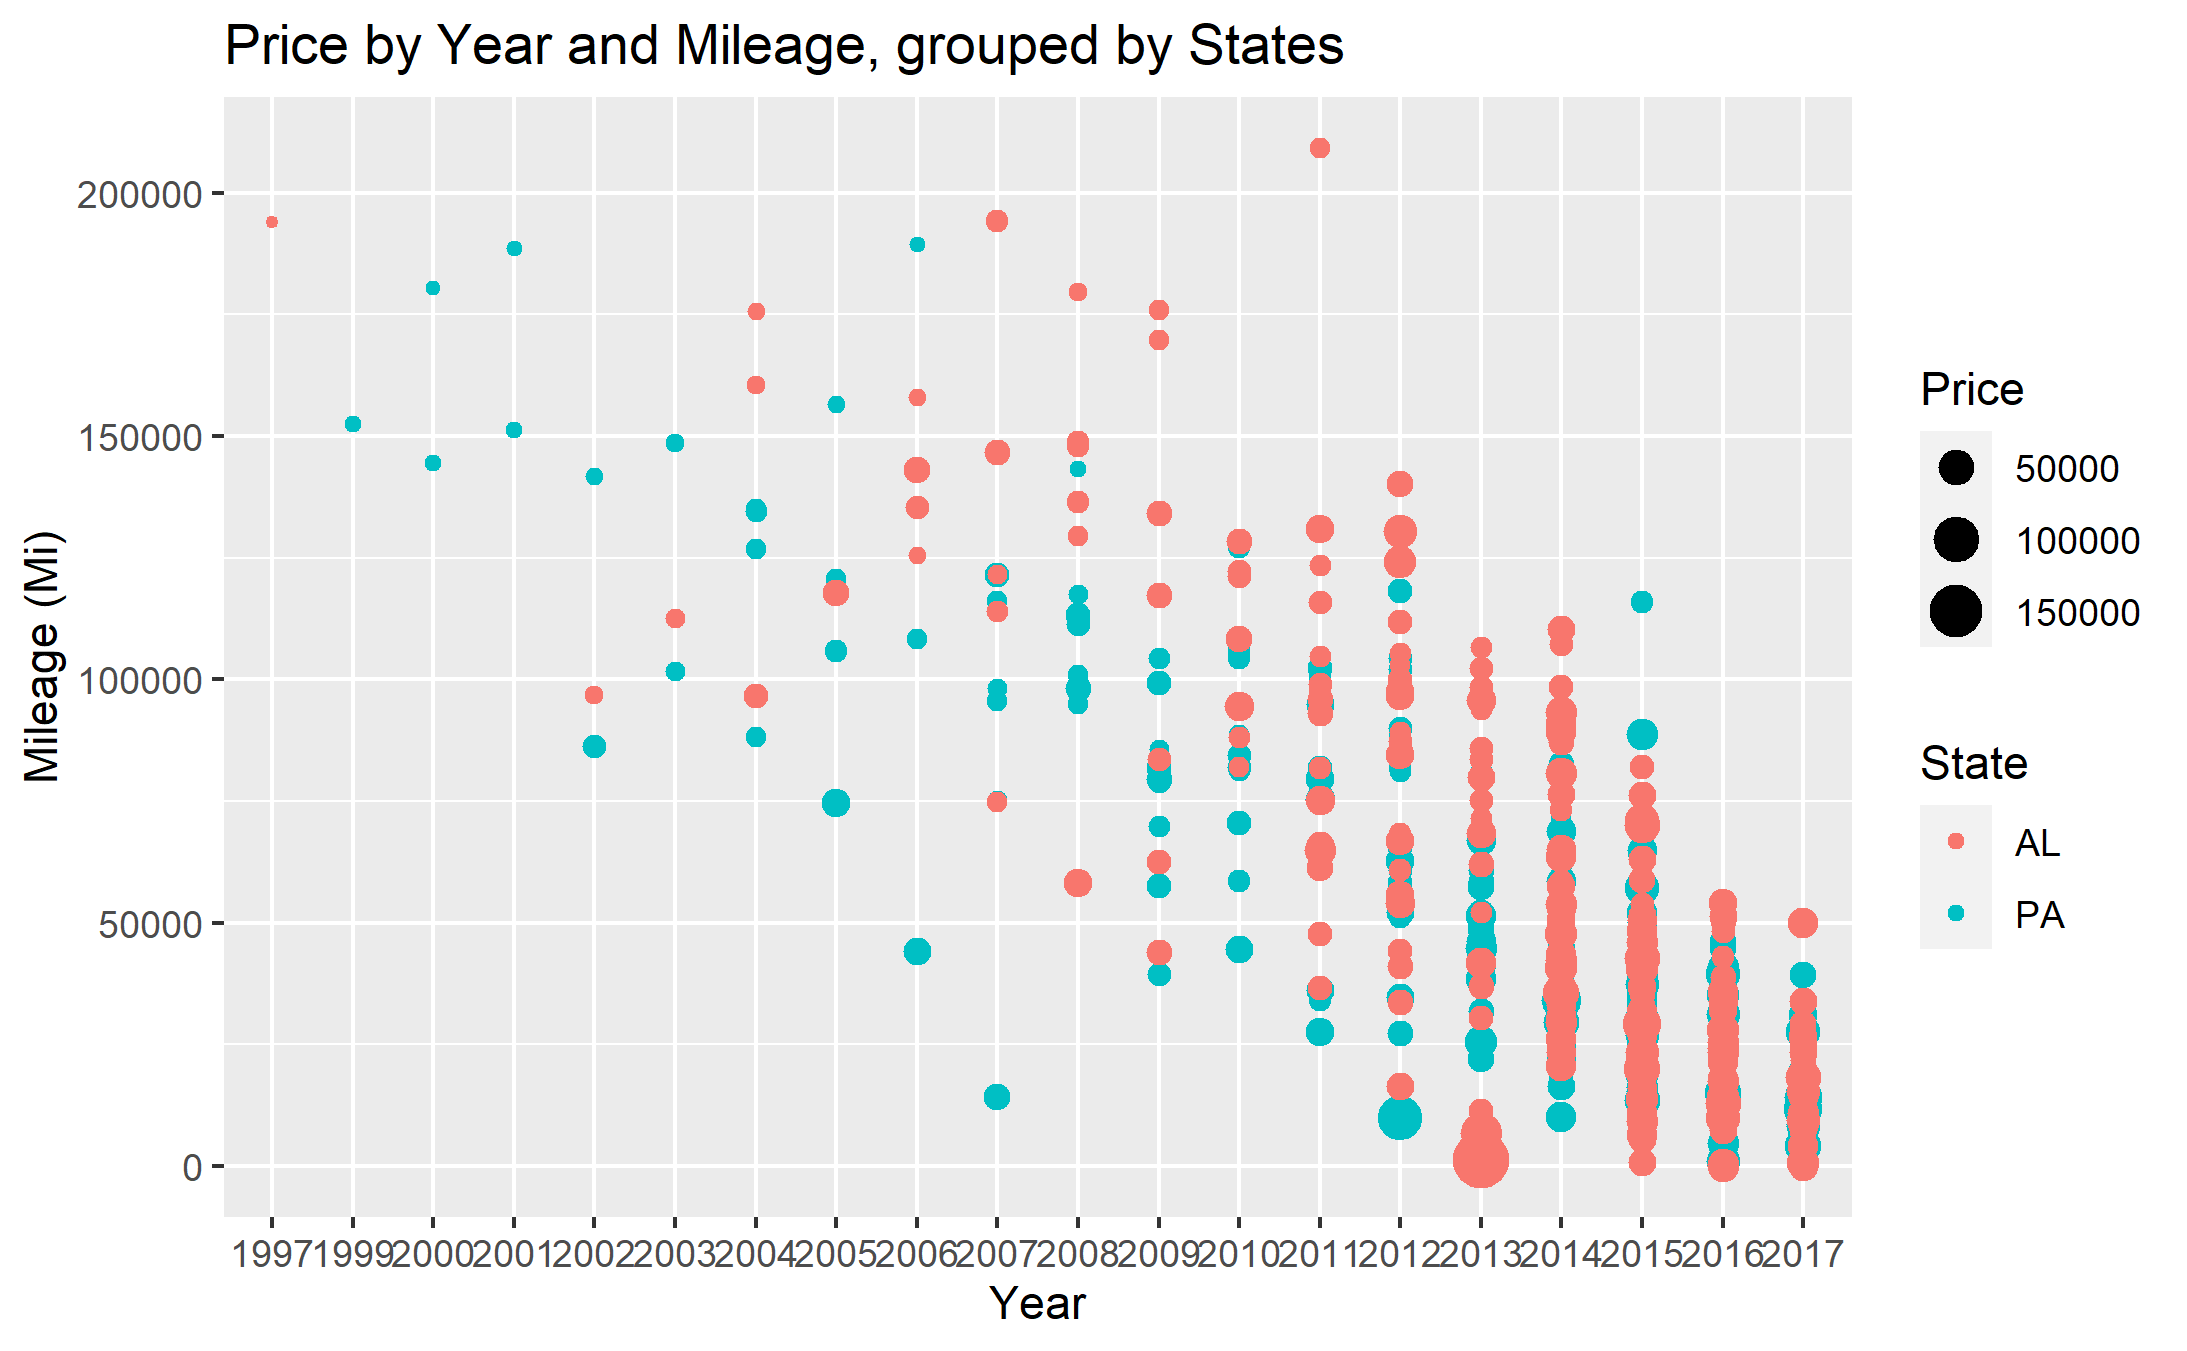 Price by Year and Mileage, grouped by States
Mileage (Mi)
200000
150000
100000
50000
0
1997 1999 2000 2001 2002 2003 2004 2005 2006 2007 2008 2009 2010 2011 2012 2013 2014 2015 2016 2017
Year
Price
50000
100000
150000
State
AL
PA